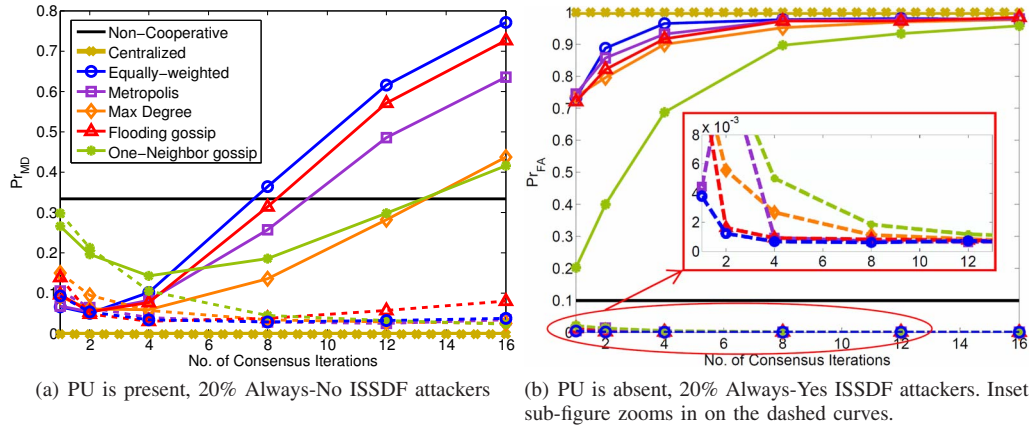 0.8
0.7
0.6
0.5
0.4
0.3
0.2
0.1
0
Pr_MD
Non−Cooperative
Centralized
Equally−weighted
Metropolis
Max Degree
Flooding gossip
One−Neighbor gossip
2 4 6 8 10 12 14 16
No. of Consensus Iterations
(a) PU is present, 20% Always-No ISSDF attackers
1
0.9
0.8
0.7
0.6
0.5
0.4
0.3
0.2
0.1
0
Pr_FA
8 x 10^-3
6
4
2
0
2 4 6 8 10 12
2 4 6 8 10 12 14 16
No. of Consensus Iterations
(b) PU is absent, 20% Always-Yes ISSDF attackers. Inset
sub-figure zooms in on the dashed curves.